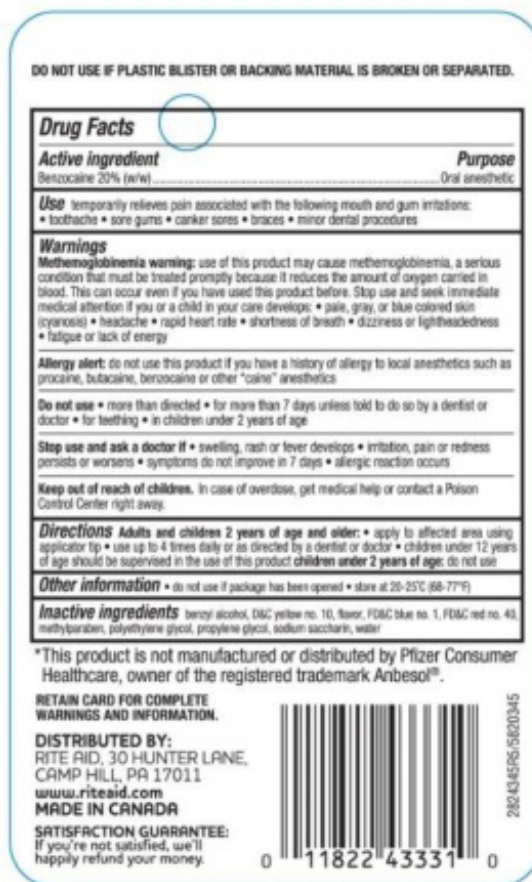 DO NOT USE IF PLASTIC BLISTER OR BACKING MATERIAL IS BROKEN OR SEPARATED.
Drug Facts
Active ingredient Purpose
Benzocaine 20% (w/w)..........Oral anesthetic
Use temporarily relieves pain associated with the following mouth and gum irritations:
• toothache • sore gums • canker sores • braces • minor dental procedures
Warnings
Methemoglobinemia warning: use of this product may cause methemoglobinemia, a serious
condition that must be treated promptly because it reduces the amount of oxygen carried in
blood. This can occur even if you have used this product before. Stop use and seek immediate
medical attention if you or a child in your care develops: • pale, gray, or blue colored skin
(cyanosis) • headache • rapid heart rate • shortness of breath • dizziness or lightheadedness
• fatigue or lack of energy
Allergy alert: do not use this product if you have a history of allergy to local anesthetics such as
procaine, butacaine, benzocaine or other "caine" anesthetics
Do not use • more than directed • for more than 7 days unless told to do so by a dentist or
doctor • for teething • in children under 2 years of age
Stop use and ask a doctor if • swelling, rash or fever develops • irritation, pain or redness
persists or worsens • symptoms do not improve in 7 days • allergic reaction occurs
Keep out of reach of children. In case of overdose, get medical help or contact a Poison
Control Center right away.
Directions Adults and children 2 years of age and older: • apply to affected area using
applicator tip • use up to 4 times daily or as directed by a dentist or doctor • children under 12 years
of age should be supervised in the use of this product children under 2 years of age: do not use
Other information • do not use if package has been opened • store at 20-25˚C (68-77°F)
Inactive ingredients benzyl alcohol, D&C yellow no. 10, flavor, FD&C blue no. 1, FD&C red no. 40,
methylparaben, polyethylene glycol, propylene glycol, sodium saccharin, water
*This product is not manufactured or distributed by Pfizer Consumer
Healthcare, owner of the registered trademark Anbesol®.
RETAIN CARD FOR COMPLETE
WARNINGS AND INFORMATION.
DISTRIBUTED BY:
RITE AID, 30 HUNTER LANE,
CAMP HILL, PA 17011
www.riteaid.com
MADE IN CANADA
SATISFACTION GUARANTEE:
If you're not satisfied, we'll
happily refund your money.
0 11822 43331 0
2824345R6/5820345